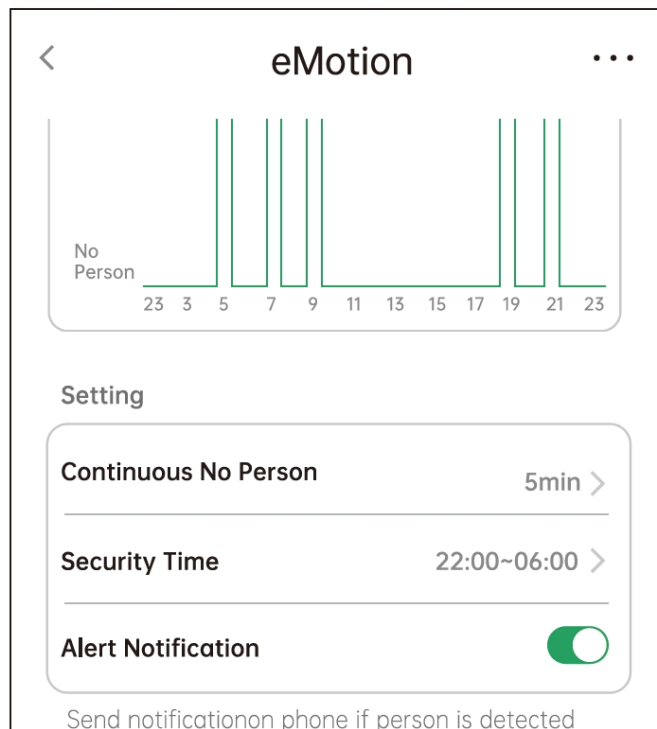 eMotion
No
Person
23 3 5 7 9 11 13 15 17 19 21 23
Setting
Continuous No Person 5min
Security Time 22:00~06:00
Alert Notification
Send notificationon phone if person is detected